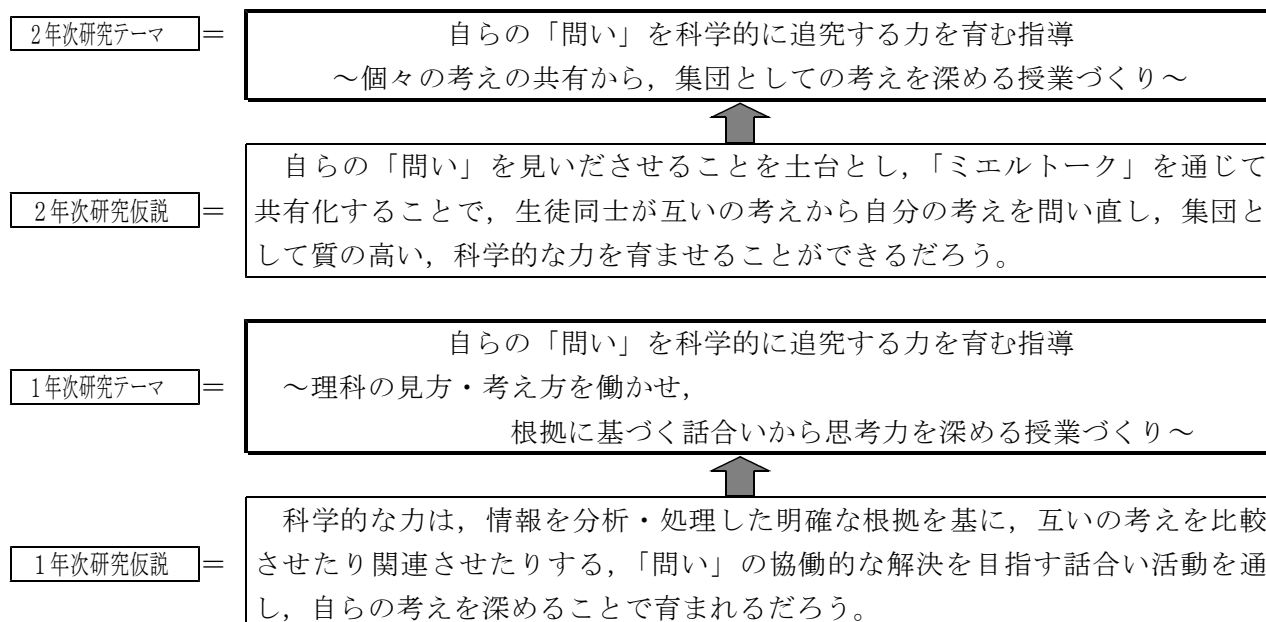 2年次研究テーマ = 自らの「問い」を科学的に追究する力を育む指導
～個々の考えの共有から，集団としての考えを深める授業づくり～
自らの「問い」を見いださせることを土台とし，「ミエルトーク」を通じて
2年次研究仮説 = 共有化することで，生徒同士が互いの考えから自分の考えを問い直し，集団と
して質の高い，科学的な力を育ませることができるだろう。
自らの「問い」を科学的に追究する力を育む指導
1年次研究テーマ = ～理科の見方・考え方を働かせ，
根拠に基づく話合いから思考力を深める授業づくり～
科学的な力は，情報を分析・処理した明確な根拠を基に，互いの考えを比較
1年次研究仮説 = させたり関連させたりする，「問い」の協働的な解決を目指す話合い活動を通
し，自らの考えを深めることで育まれるだろう。